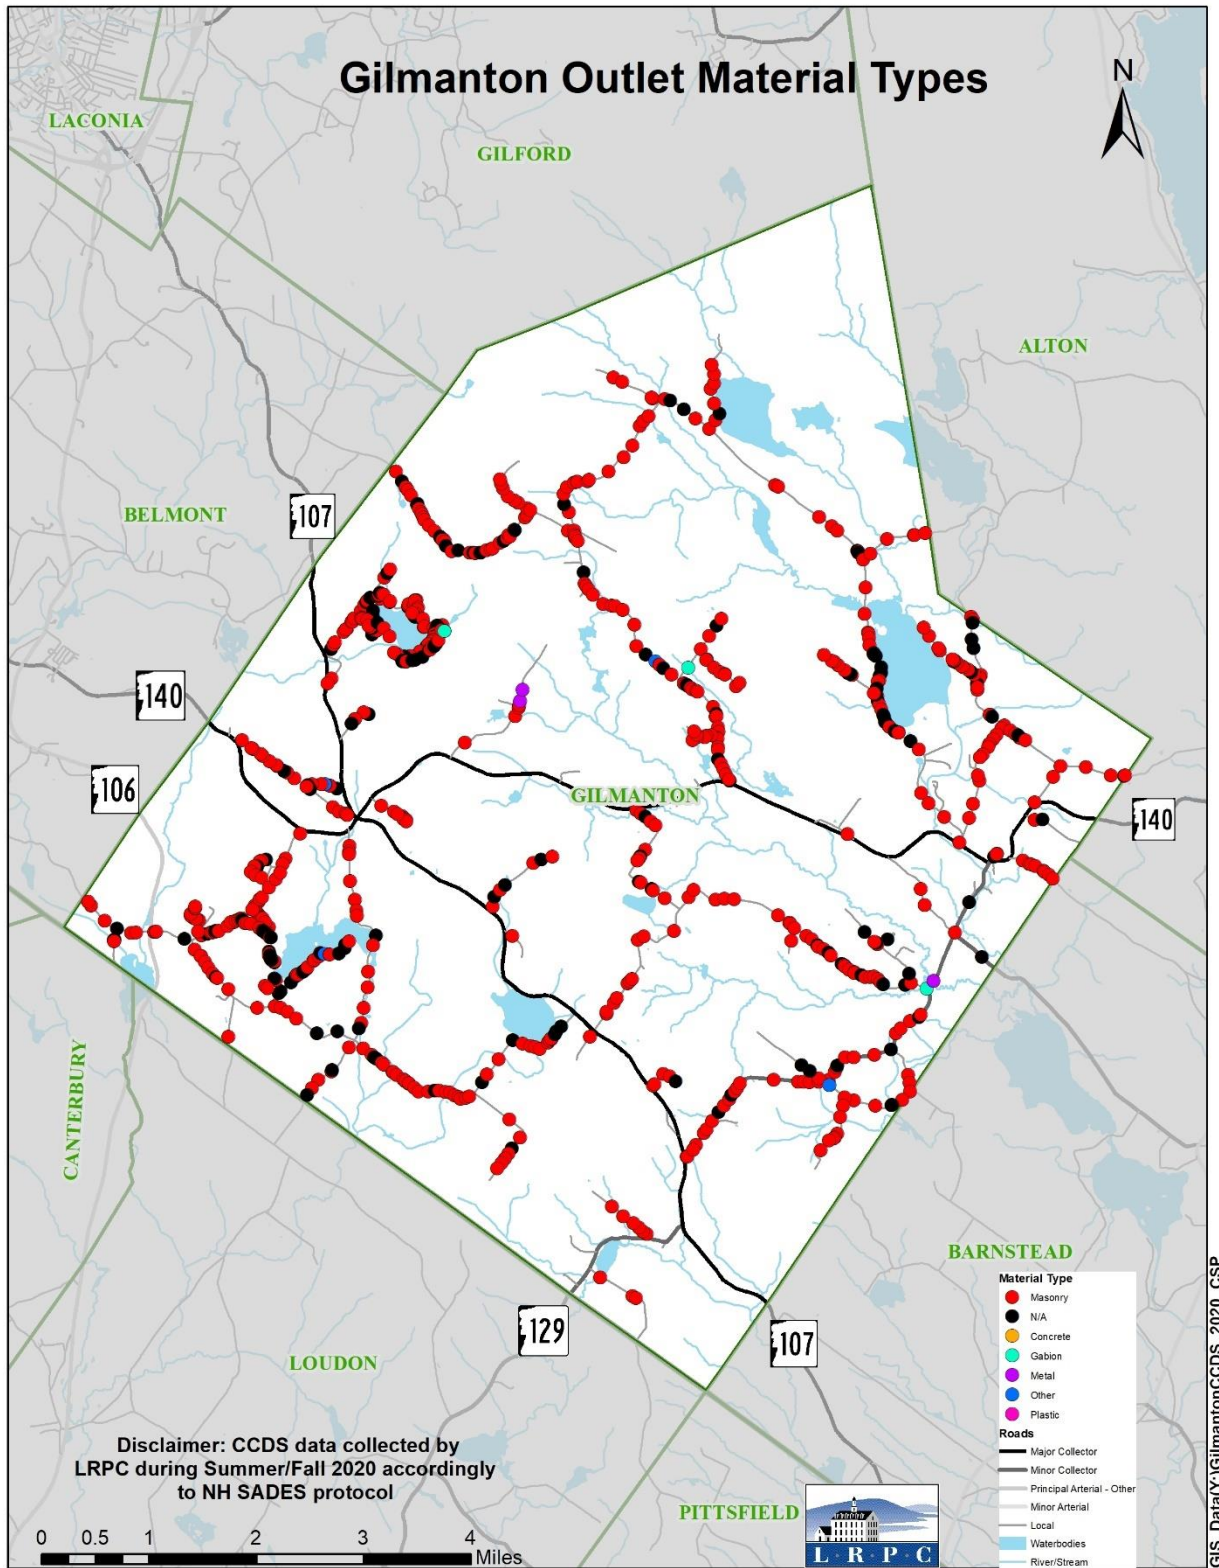 Gilmanton Outlet Material Types
N
LACONIA
GILFORD
ALTON
BELMONT
107
140
106
GILMANTON
140
CANTERBURY
BARNSTEAD
129
107
LOUDON
PITTSFIELD
Material Type
Masonry
N/A
Concrete
Gabion
Metal
Other
Plastic
Roads
Major Collector
Minor Collector
Principal Arterial - Other
Minor Arterial
Local
Waterbodies
River/Stream
Disclaimer: CCDS data collected by
LRPC during Summer/Fall 2020 accordingly
to NH SADES protocol
0 0.5 1 2 3 4
Miles
L·R·P·C